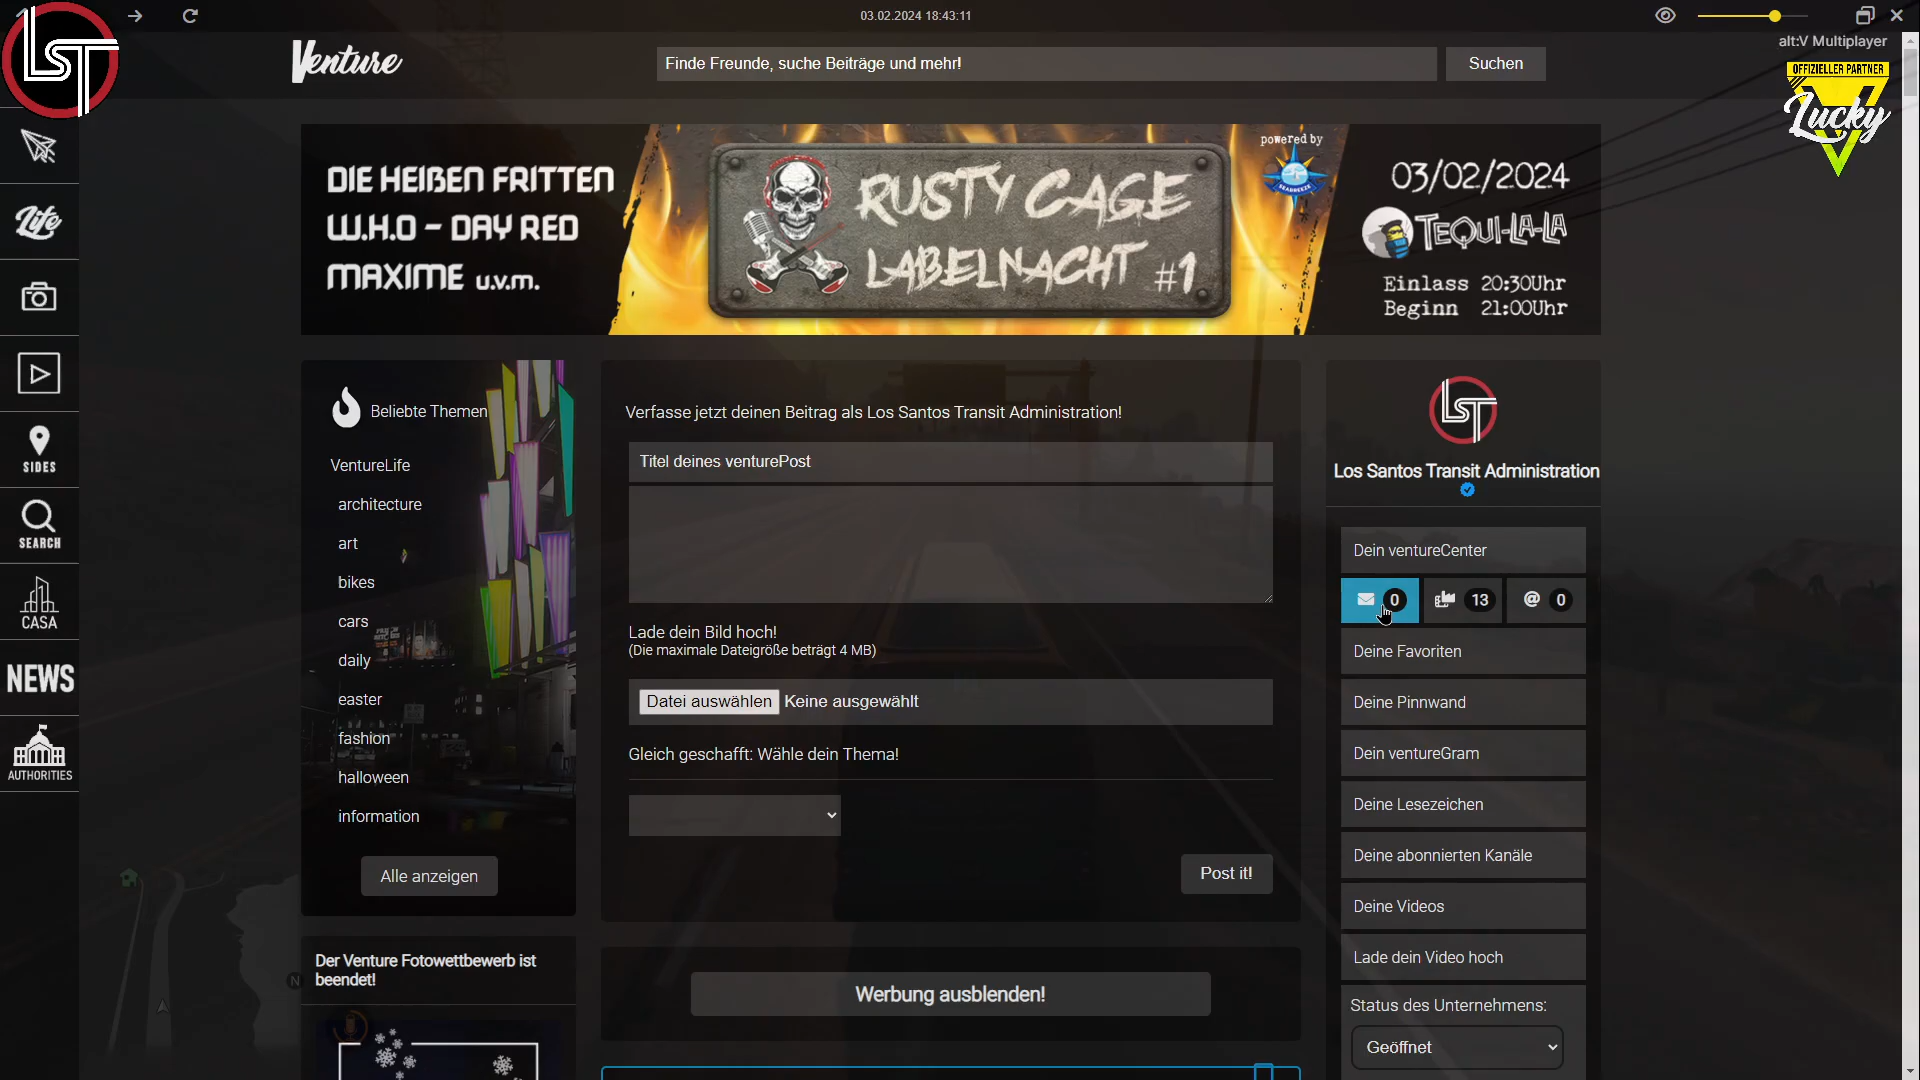 03.02.2024 18:43:11
alt:V Multiplayer
LST
Venture
Finde Freunde, suche Beiträge und mehr!
Suchen
OFFIZIELLER PARTNER
Lucky
Life
SIDES
SEARCH
CASA
NEWS
AUTHORITIES
DIE HEIßEN FRITTEN
W.H.O - DAY RED
MAXIME u.v.m.
RUSTY CAGE
LABELNACHT #1
powered by
SEABREEZE
03/02/2024
TEQUI-LA-LA
Einlass 20:30Uhr
Beginn 21:00Uhr
Beliebte Themen
VentureLife
architecture
art
bikes
cars
daily
easter
fashion
halloween
information
Alle anzeigen
Der Venture Fotowettbewerb ist
beendet!
N
Verfasse jetzt deinen Beitrag als Los Santos Transit Administration!
Titel deines venturePost
Lade dein Bild hoch!
(Die maximale Dateigröße beträgt 4 MB)
Datei auswählen Keine ausgewählt
Gleich geschafft: Wähle dein Thema!
Post it!
Werbung ausblenden!
LST
Los Santos Transit Administration
Dein ventureCenter
0 13 @ 0
Deine Favoriten
Deine Pinnwand
Dein ventureGram
Deine Lesezeichen
Deine abonnierten Kanäle
Deine Videos
Lade dein Video hoch
Status des Unternehmens:
Geöffnet